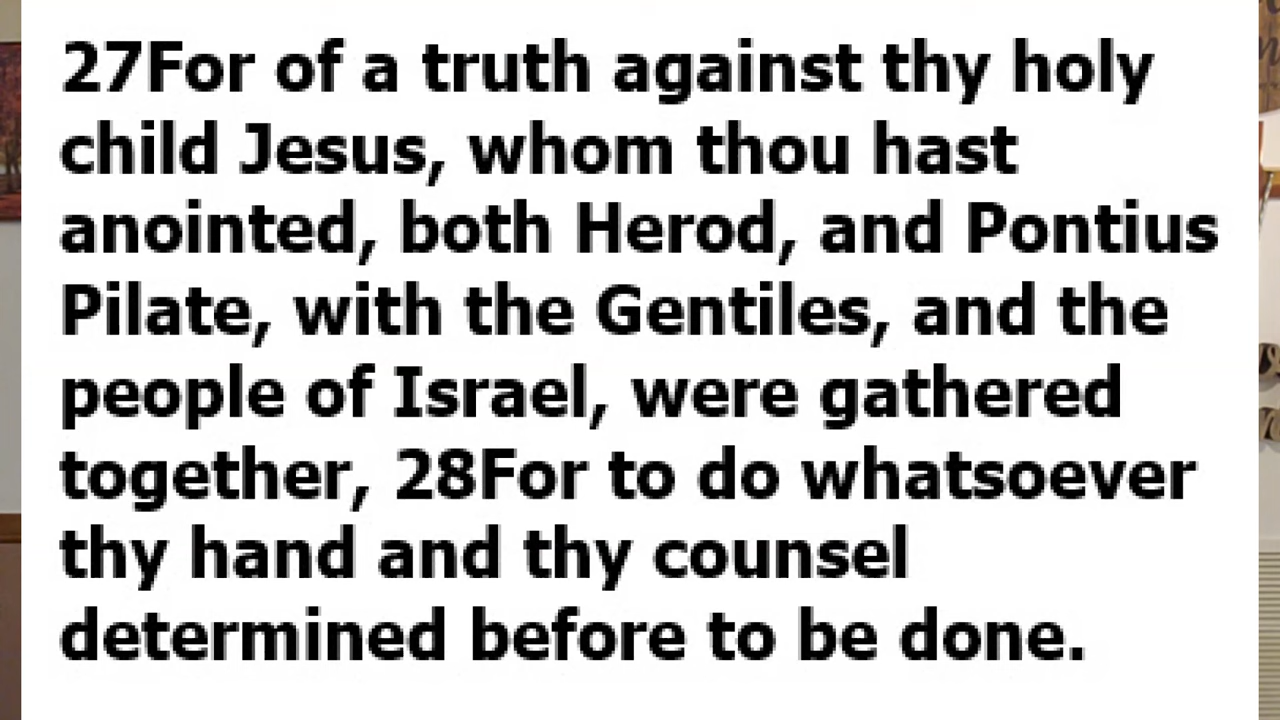 27For of a truth against thy holy
child Jesus, whom thou hast
anointed, both Herod, and Pontius
Pilate, with the Gentiles, and the
people of Israel, were gathered
together, 28For to do whatsoever
thy hand and thy counsel
determined before to be done.